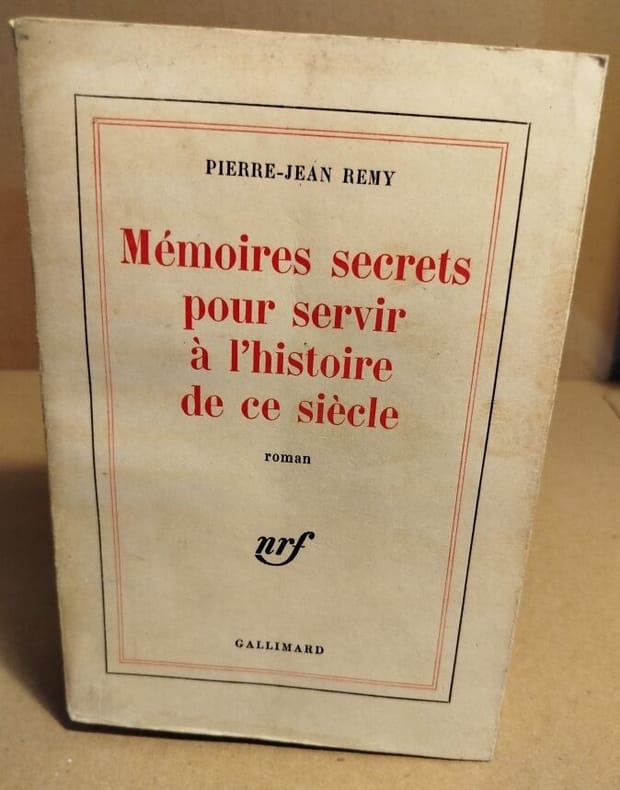 PIERRE-JEAN REMY
Mémoires secrets
pour servir
à l'histoire
de ce siècle
roman
nrf
GALLIMARD